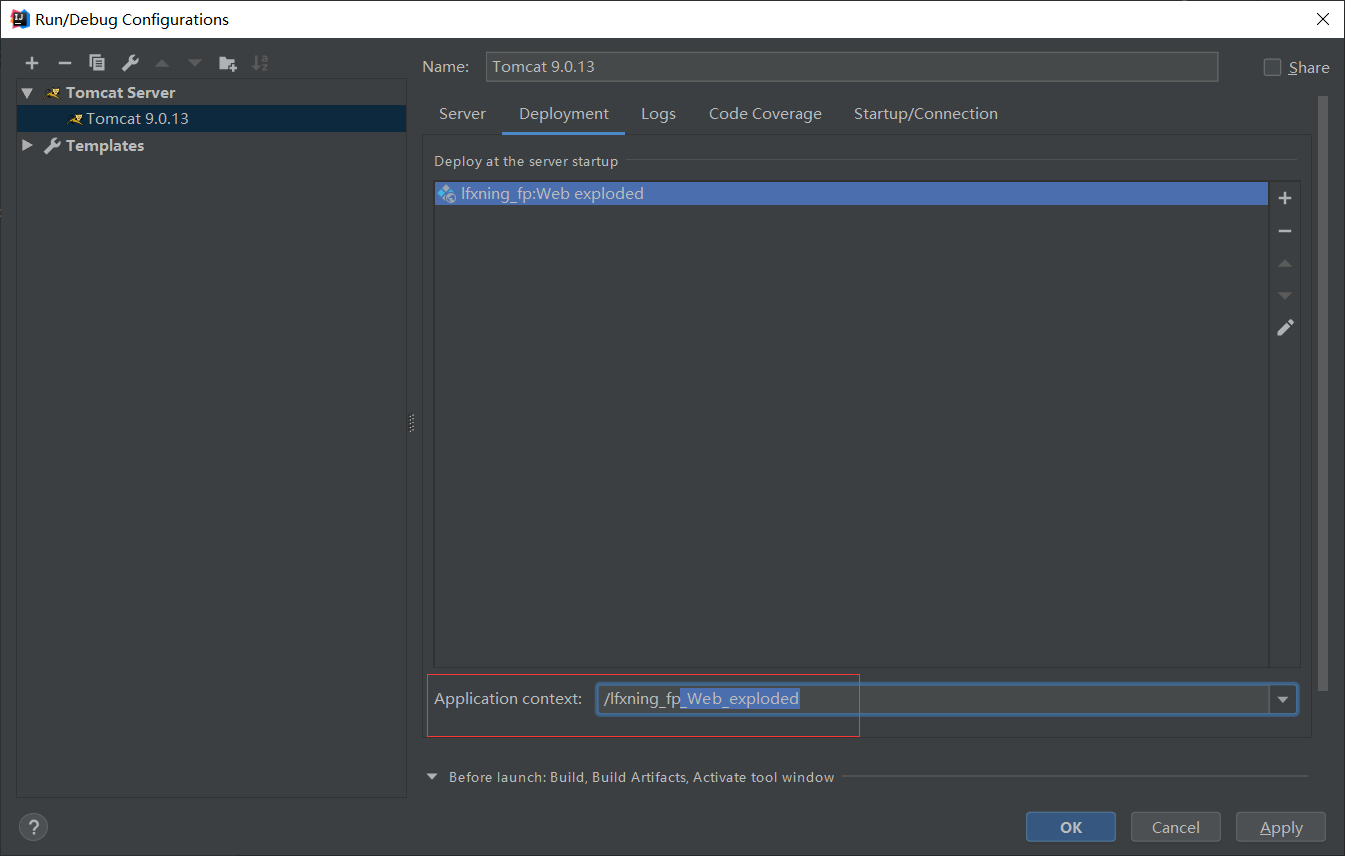 Run/Debug Configurations
Name: Tomcat 9.0.13
Share
Tomcat Server
Tomcat 9.0.13
Templates
Server Deployment Logs Code Coverage Startup/Connection
Deploy at the server startup
lfxning_fp:Web exploded
Application context: /lfxning_fp_Web_exploded
Before launch: Build, Build Artifacts, Activate tool window
? OK Cancel Apply